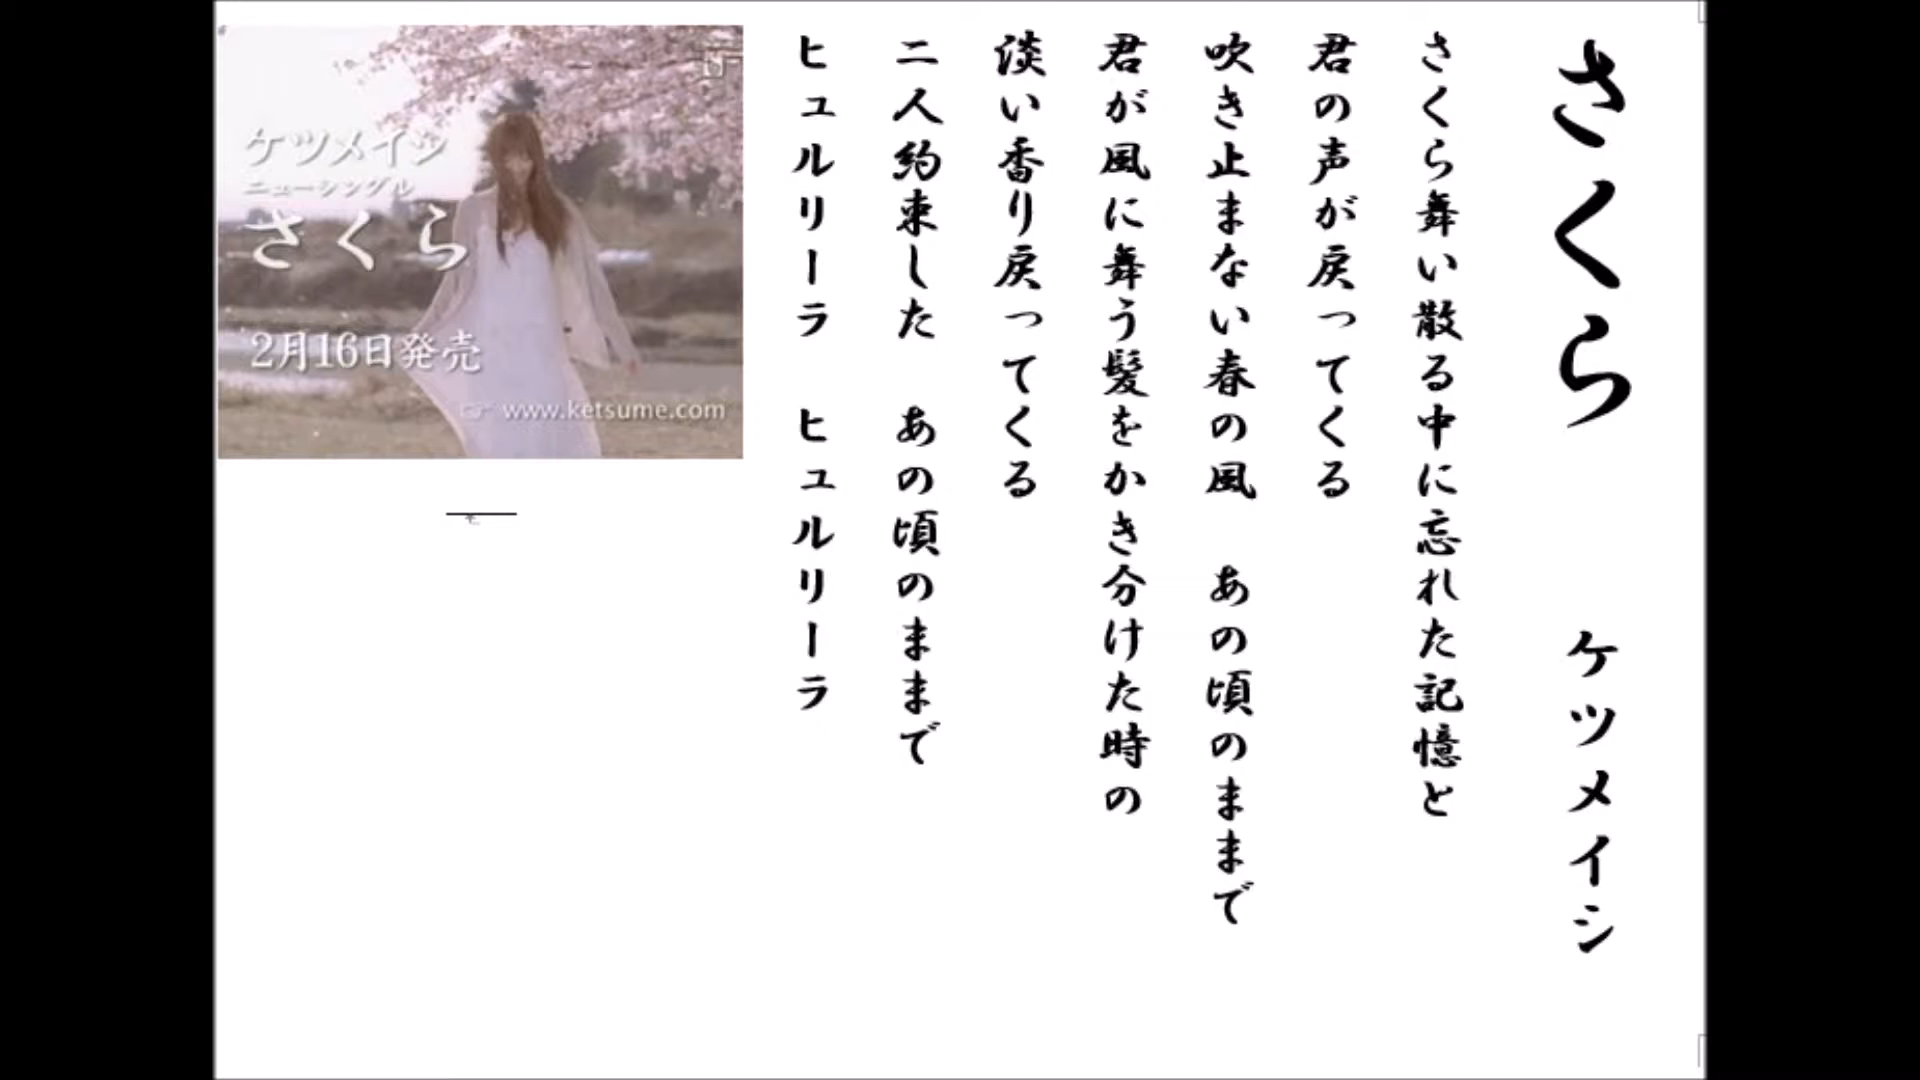 さくら　ケツメイシ
さくら舞い散る中に忘れた記憶と
君の声が戻ってくる
吹き止まない春の風　あの頃のままで
君が風に舞う髪をかき分けた時の
淡い香り戻ってくる
二人約束した　あの頃のままで
ヒュルリーラ　ヒュルリーラ
ケツメイシ
ニューシングル
さくら
2月16日発売
www.ketsume.com